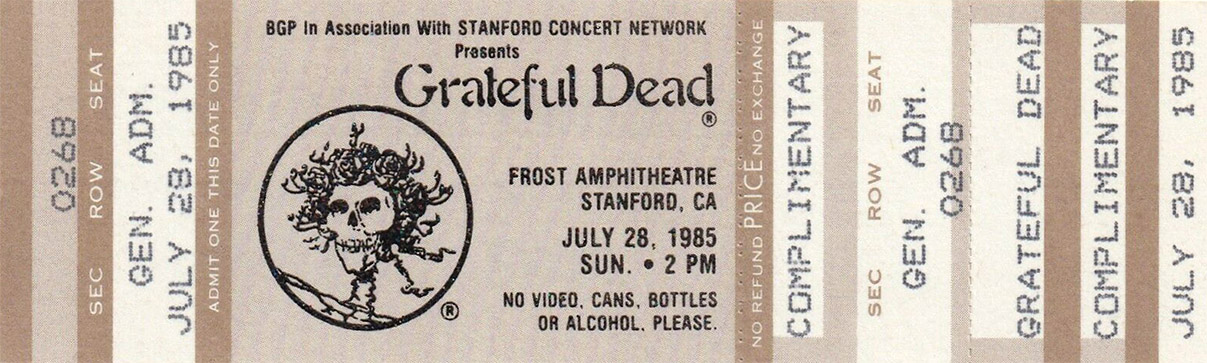 0268
SEC ROW SEAT
GEN. ADM.
JULY 28, 1985
ADMIT ONE THIS DATE ONLY
BGP In Association With STANFORD CONCERT NETWORK
Presents
Grateful Dead
®
®
FROST AMPHITHEATRE
STANFORD, CA
JULY 28, 1985
SUN. • 2 PM
NO VIDEO, CANS, BOTTLES
OR ALCOHOL, PLEASE.
NO REFUND PRICE NO EXCHANGE
COMPLIMENTARY
SEC ROW SEAT
GEN. ADM.
0268
GRATEFUL DEAD
COMPLIMENTARY
JULY 28, 1985